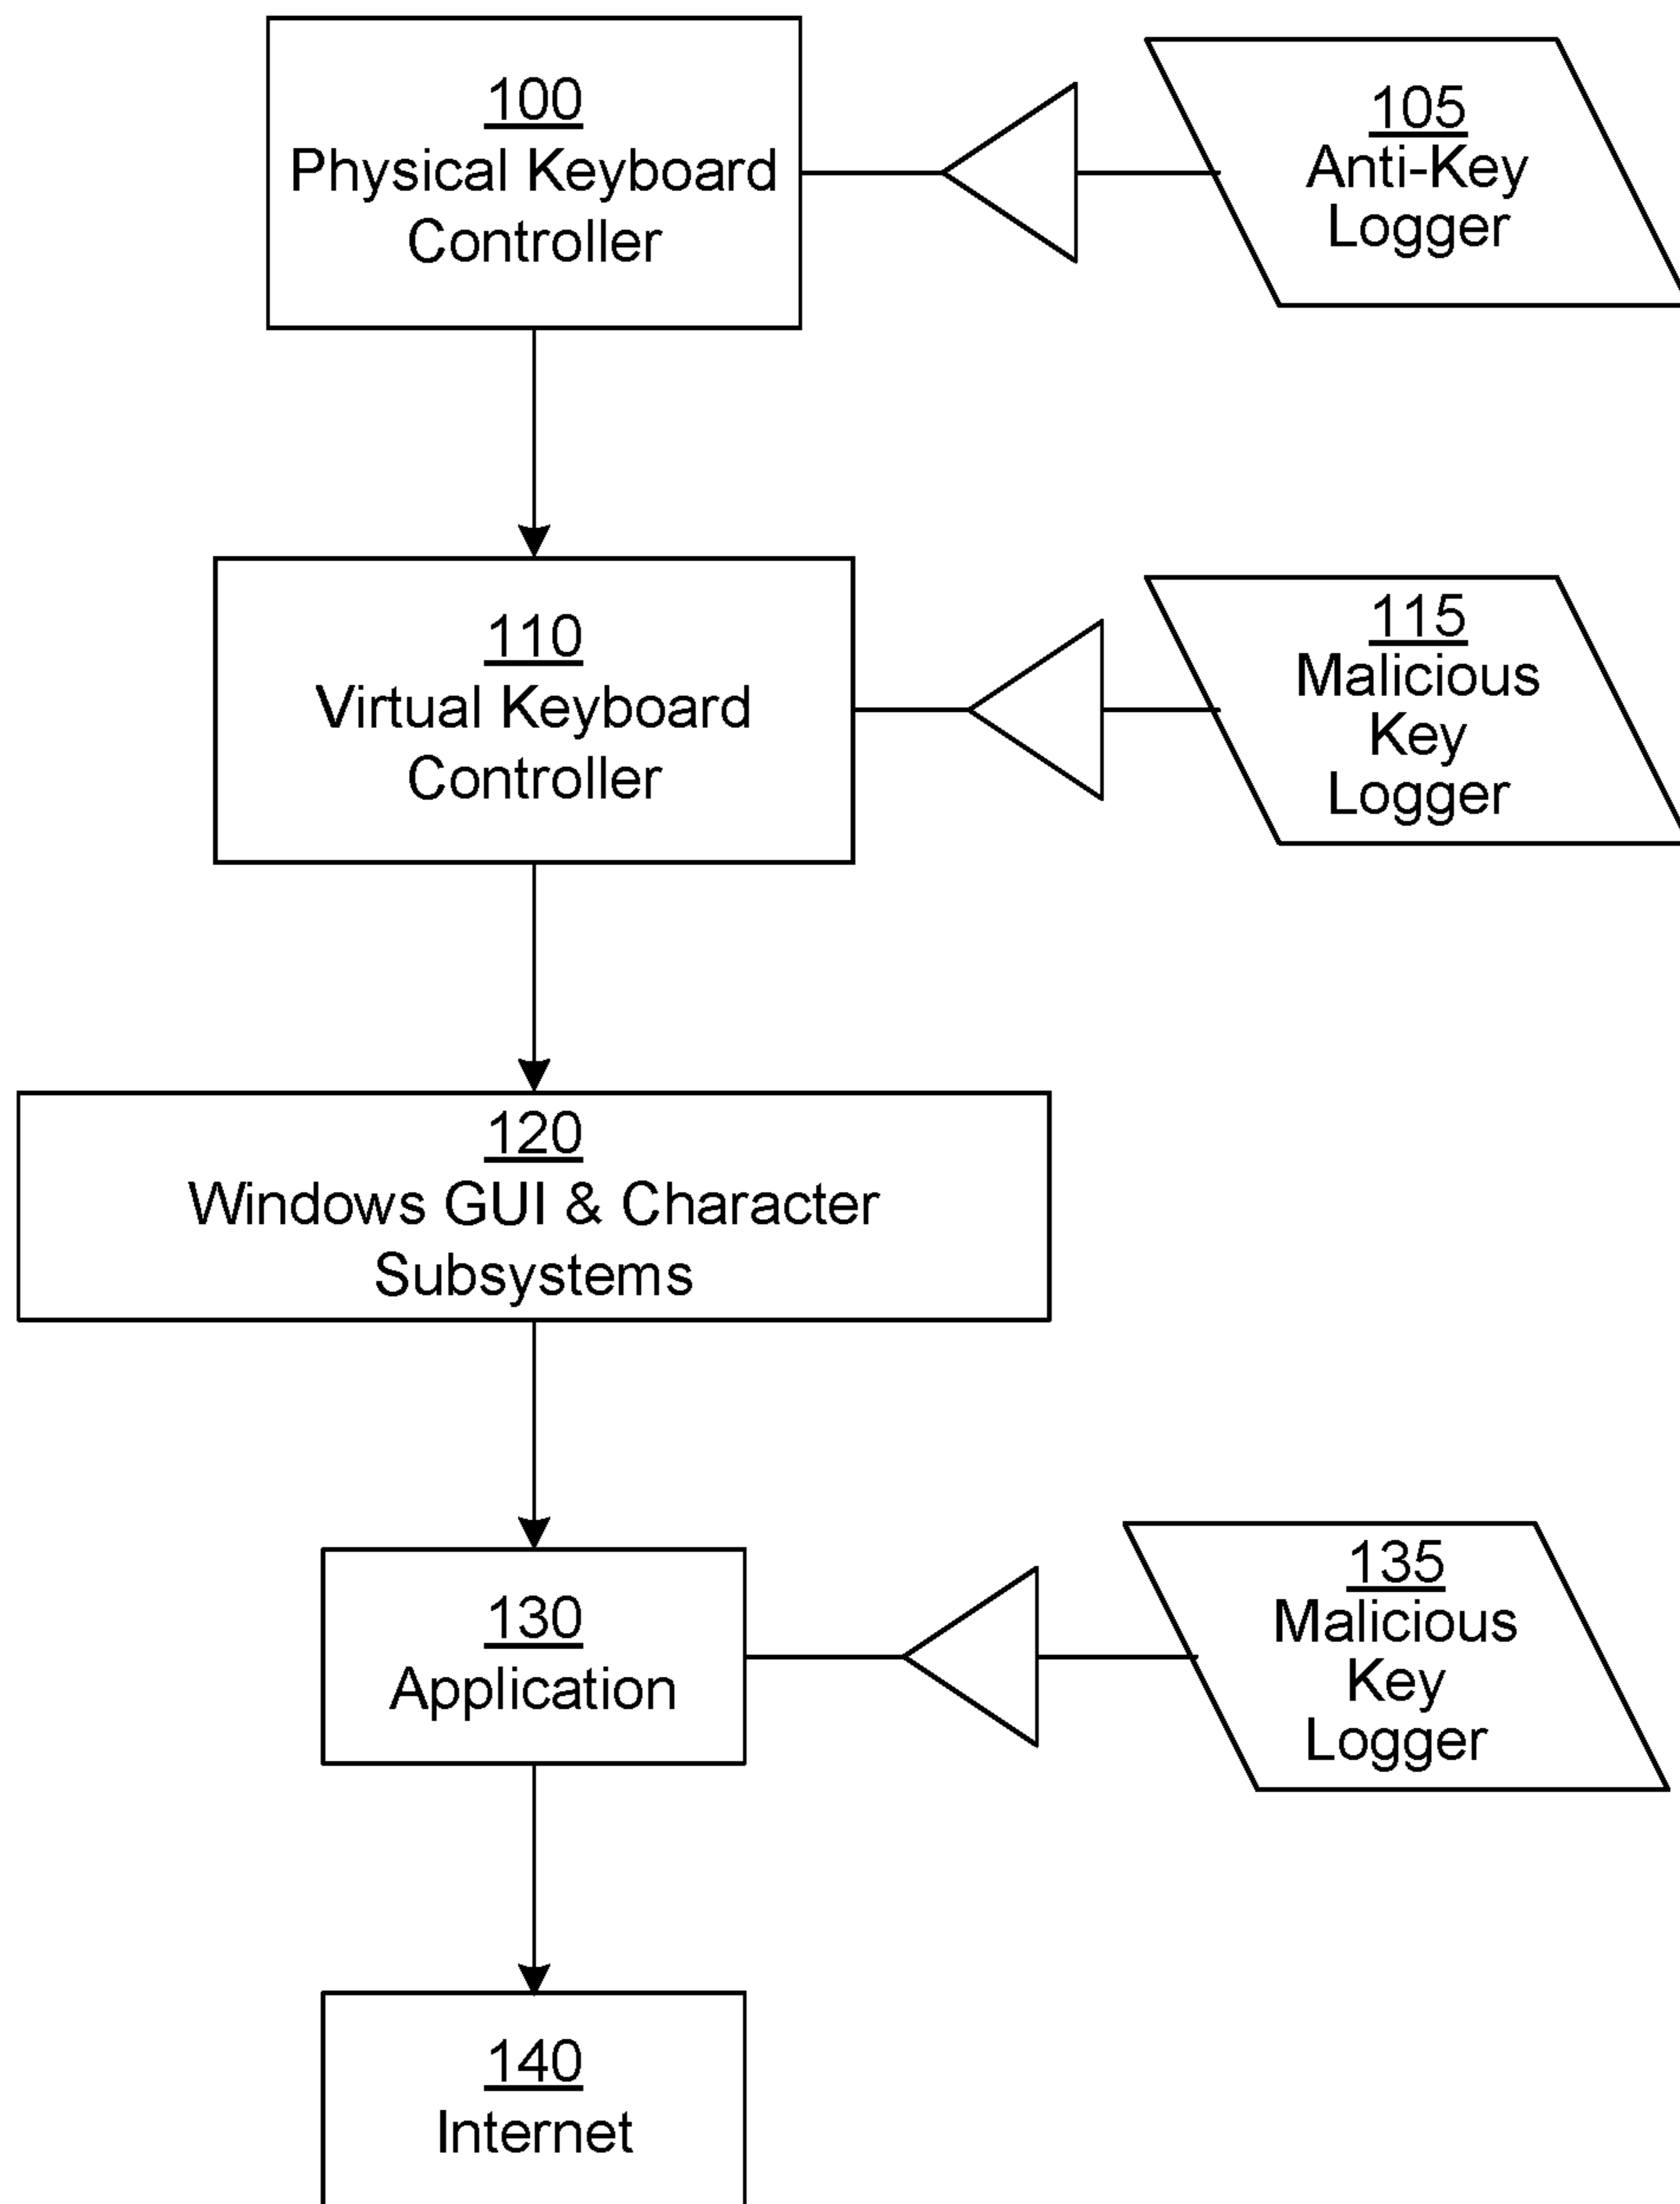 100
Physical Keyboard
Controller
105
Anti-Key
Logger
110
Virtual Keyboard
Controller
115
Malicious
Key
Logger
120
Windows GUI & Character
Subsystems
130
Application
135
Malicious
Key
Logger
140
Internet